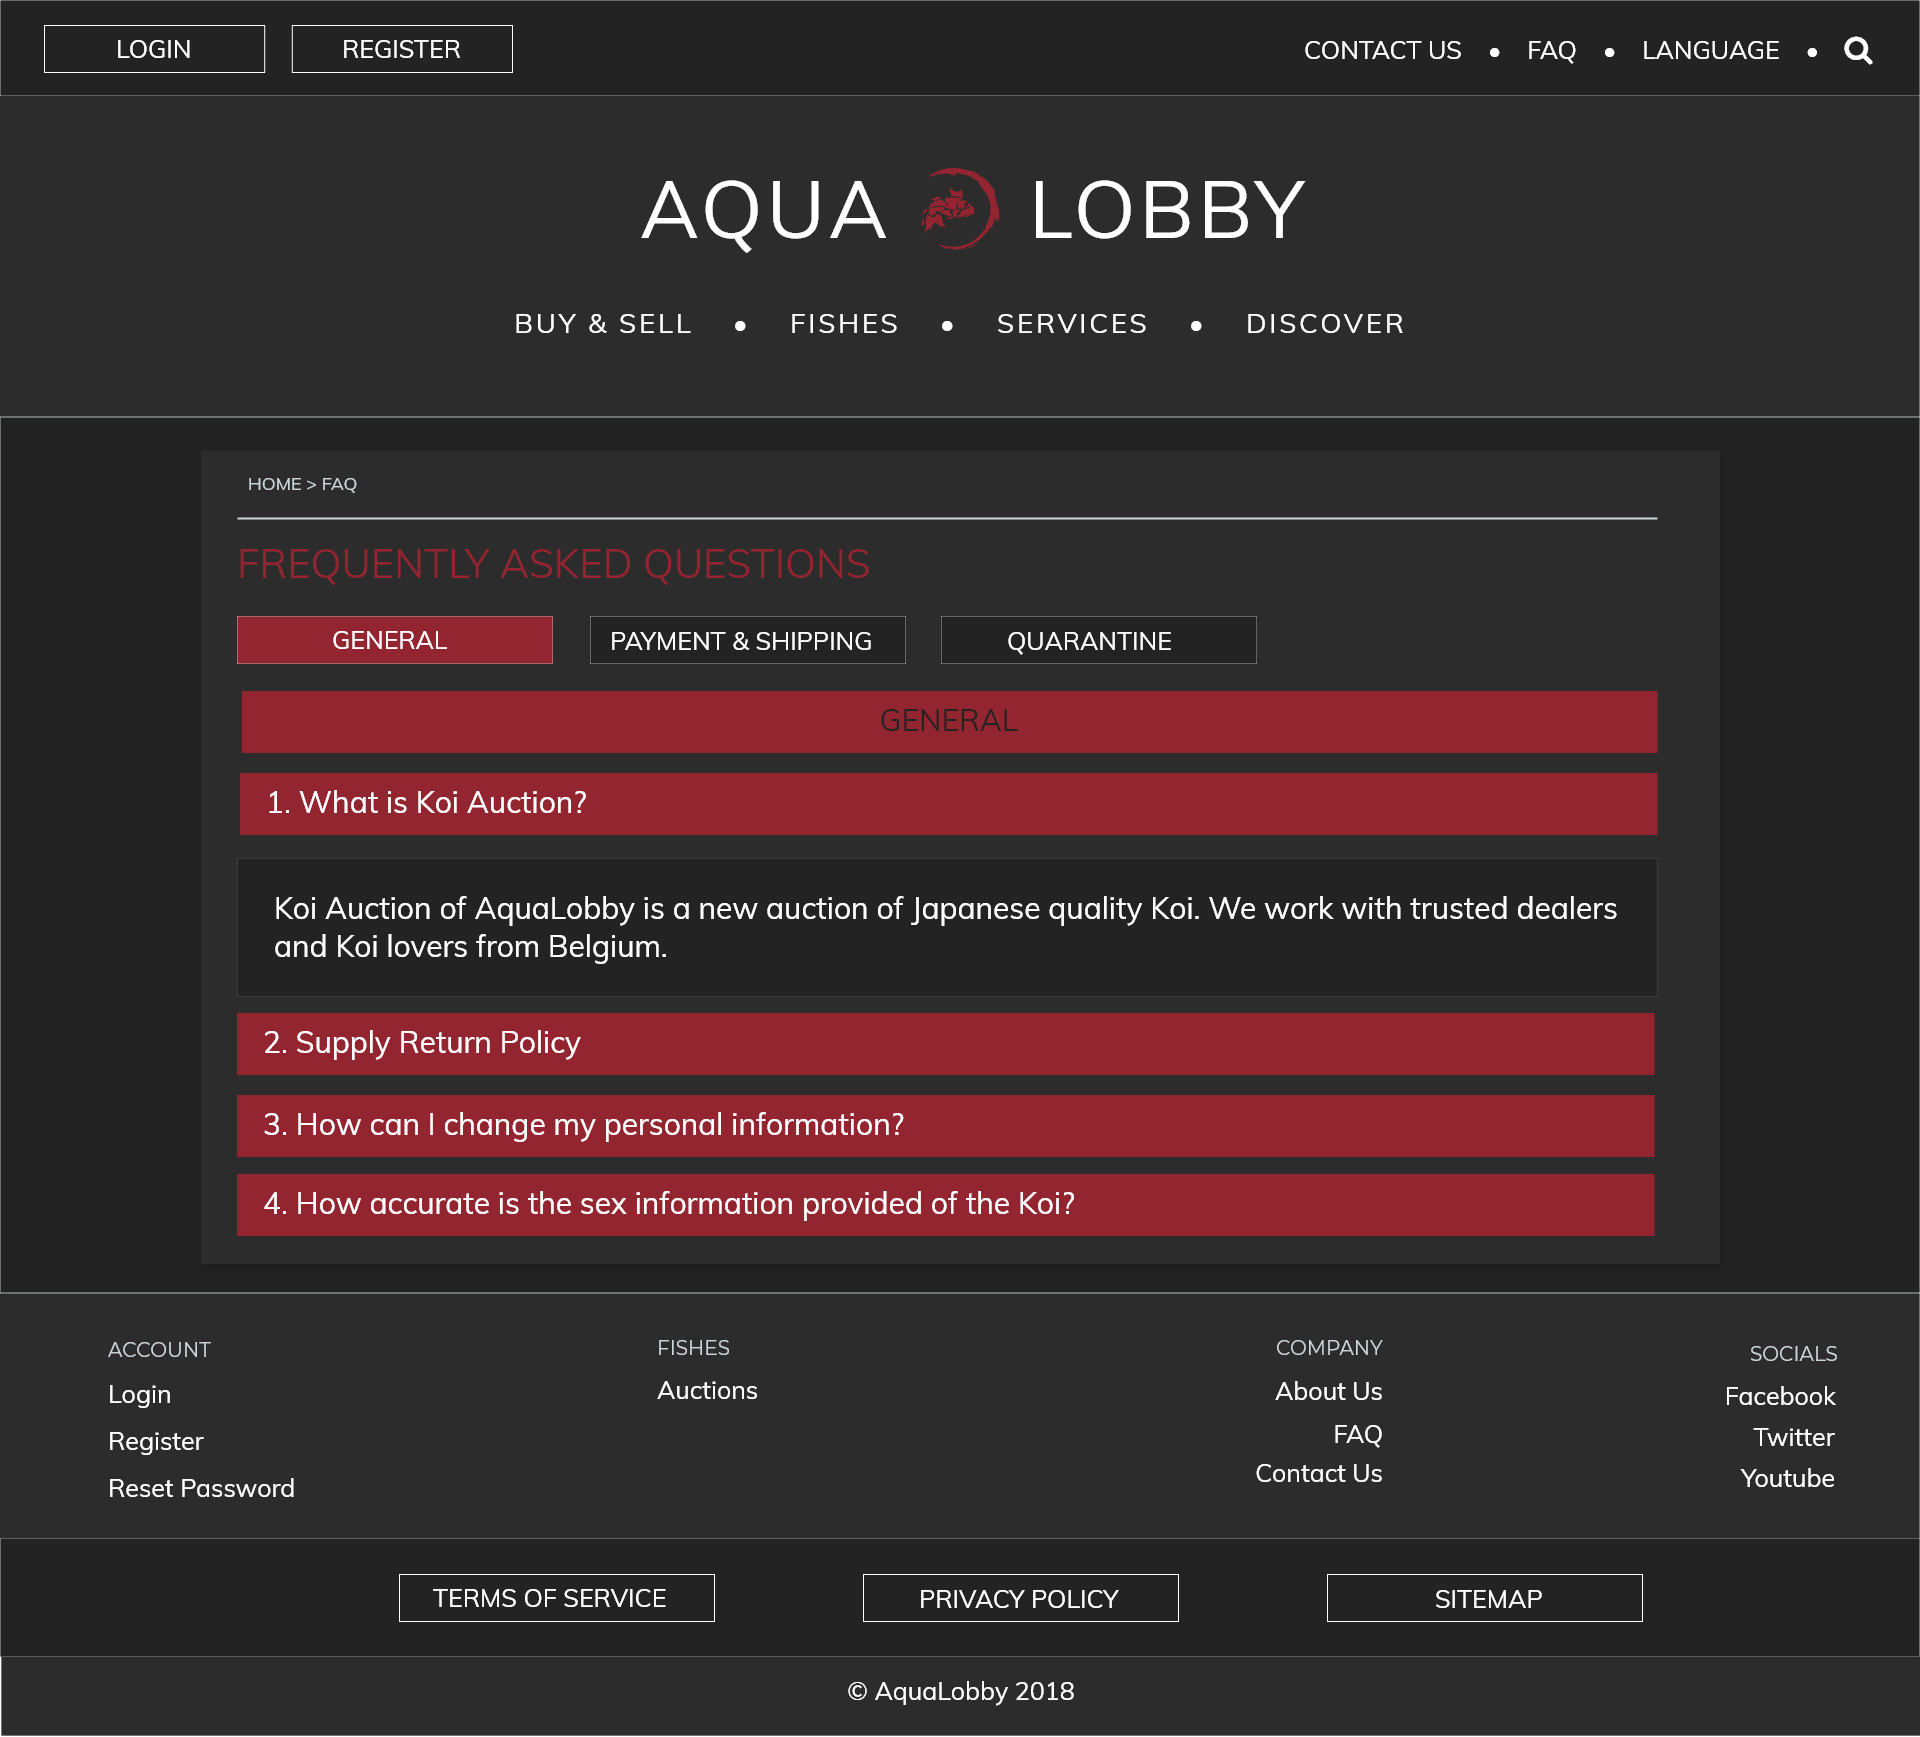 LOGIN
REGISTER
CONTACT US • FAQ • LANGUAGE •
AQUA LOBBY
BUY & SELL • FISHES • SERVICES • DISCOVER
HOME > FAQ
FREQUENTLY ASKED QUESTIONS
GENERAL
PAYMENT & SHIPPING
QUARANTINE
GENERAL
1. What is Koi Auction?
Koi Auction of AquaLobby is a new auction of Japanese quality Koi. We work with trusted dealers
and Koi lovers from Belgium.
2. Supply Return Policy
3. How can I change my personal information?
4. How accurate is the sex information provided of the Koi?
ACCOUNT
Login
Register
Reset Password
FISHES
Auctions
COMPANY
About Us
FAQ
Contact Us
SOCIALS
Facebook
Twitter
Youtube
TERMS OF SERVICE
PRIVACY POLICY
SITEMAP
© AquaLobby 2018